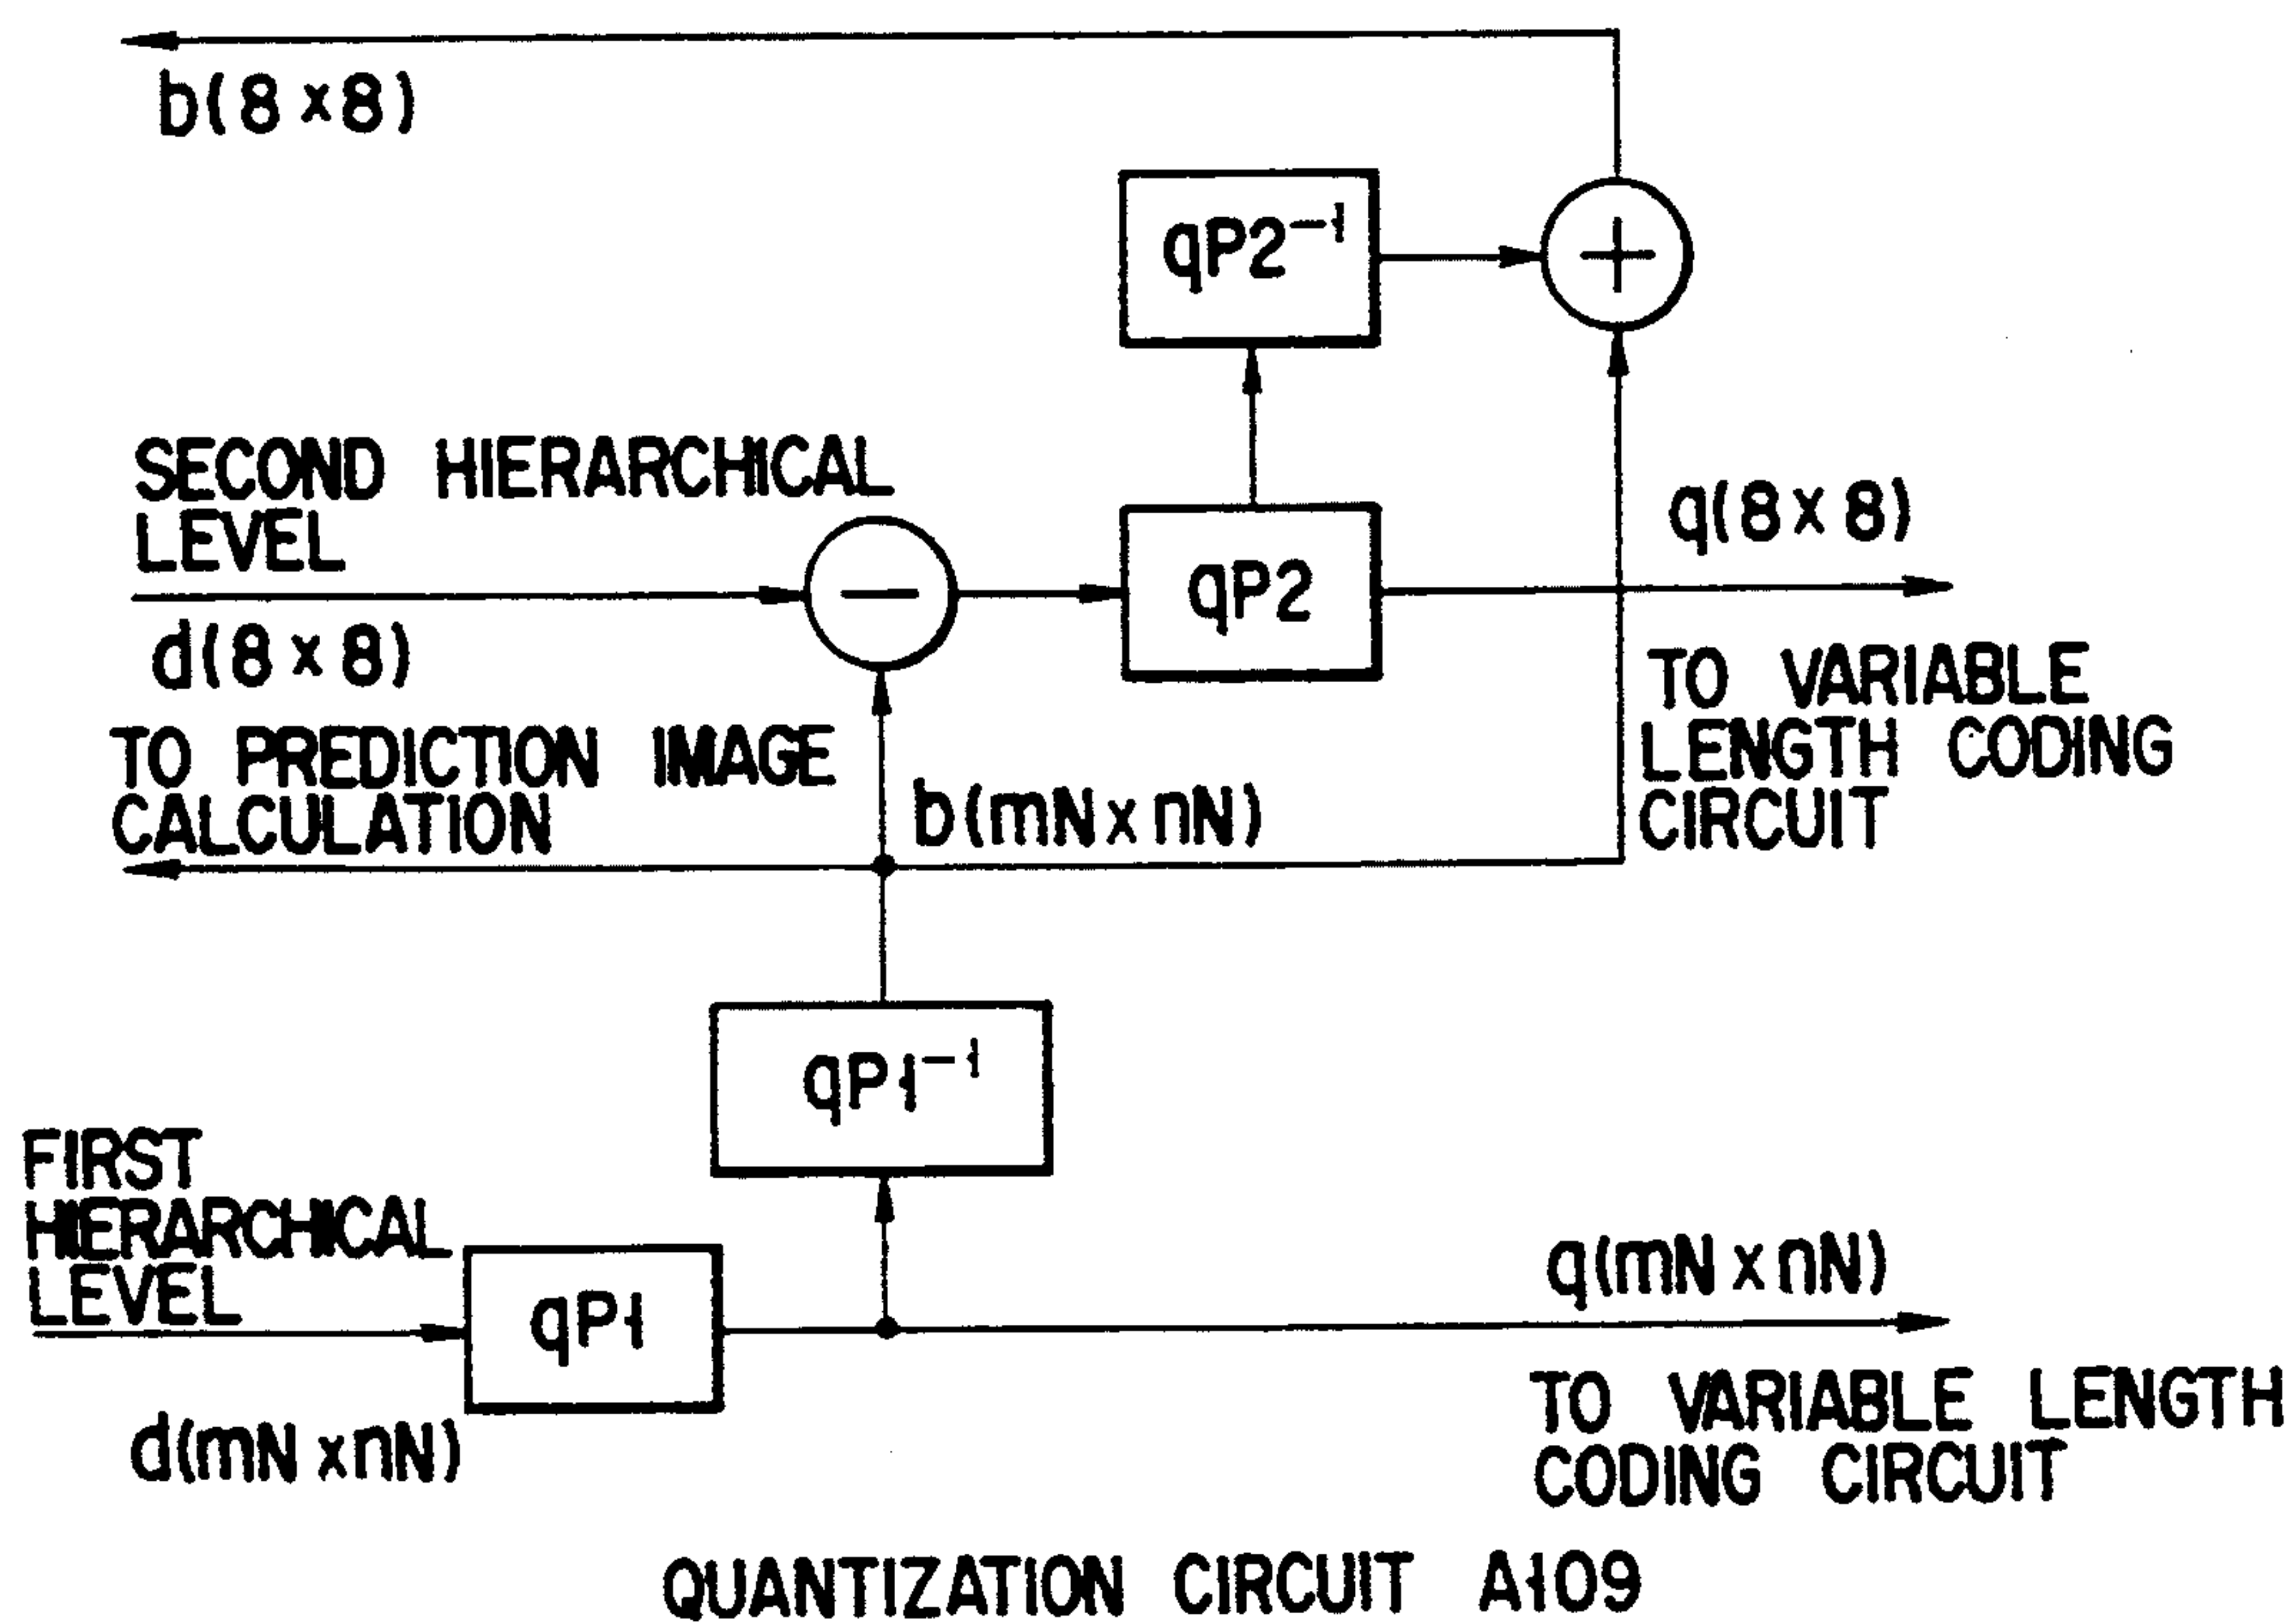 b(8×8)
qP2⁻¹
SECOND HIERARCHICAL
LEVEL
d(8×8)
qP2
q(8×8)
TO VARIABLE
LENGTH CODING
CIRCUIT
TO PREDICTION IMAGE
CALCULATION
b(mN×nN)
qP1⁻¹
FIRST
HIERARCHICAL
LEVEL
d(mN×nN)
qP1
q(mN×nN)
TO VARIABLE LENGTH
CODING CIRCUIT
QUANTIZATION CIRCUIT A109